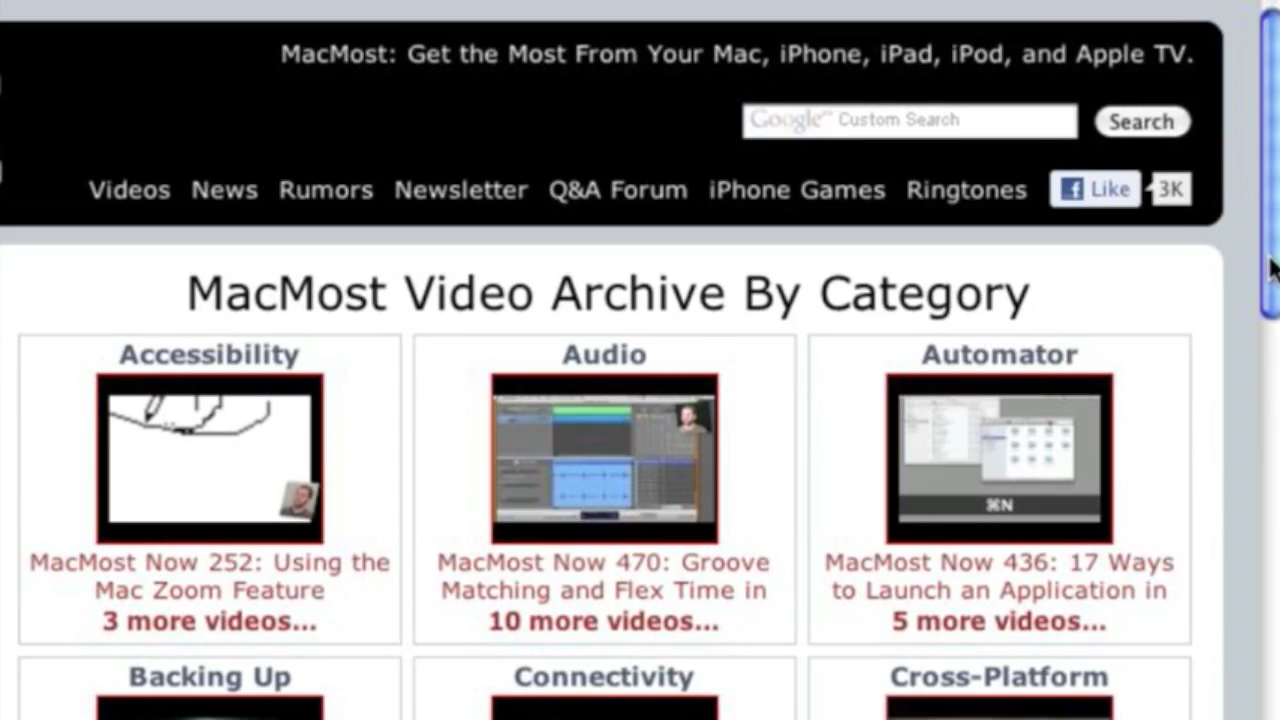 MacMost: Get the Most From Your Mac, iPhone, iPad, iPod, and Apple TV.
Google™ Custom Search
Search
Videos News Rumors Newsletter Q&A Forum iPhone Games Ringtones Like 3K
MacMost Video Archive By Category
Accessibility Audio Automator
⌘N
MacMost Now 252: Using the MacMost Now 470: Groove MacMost Now 436: 17 Ways
Mac Zoom Feature Matching and Flex Time in to Launch an Application in
3 more videos... 10 more videos... 5 more videos...
Backing Up Connectivity Cross-Platform